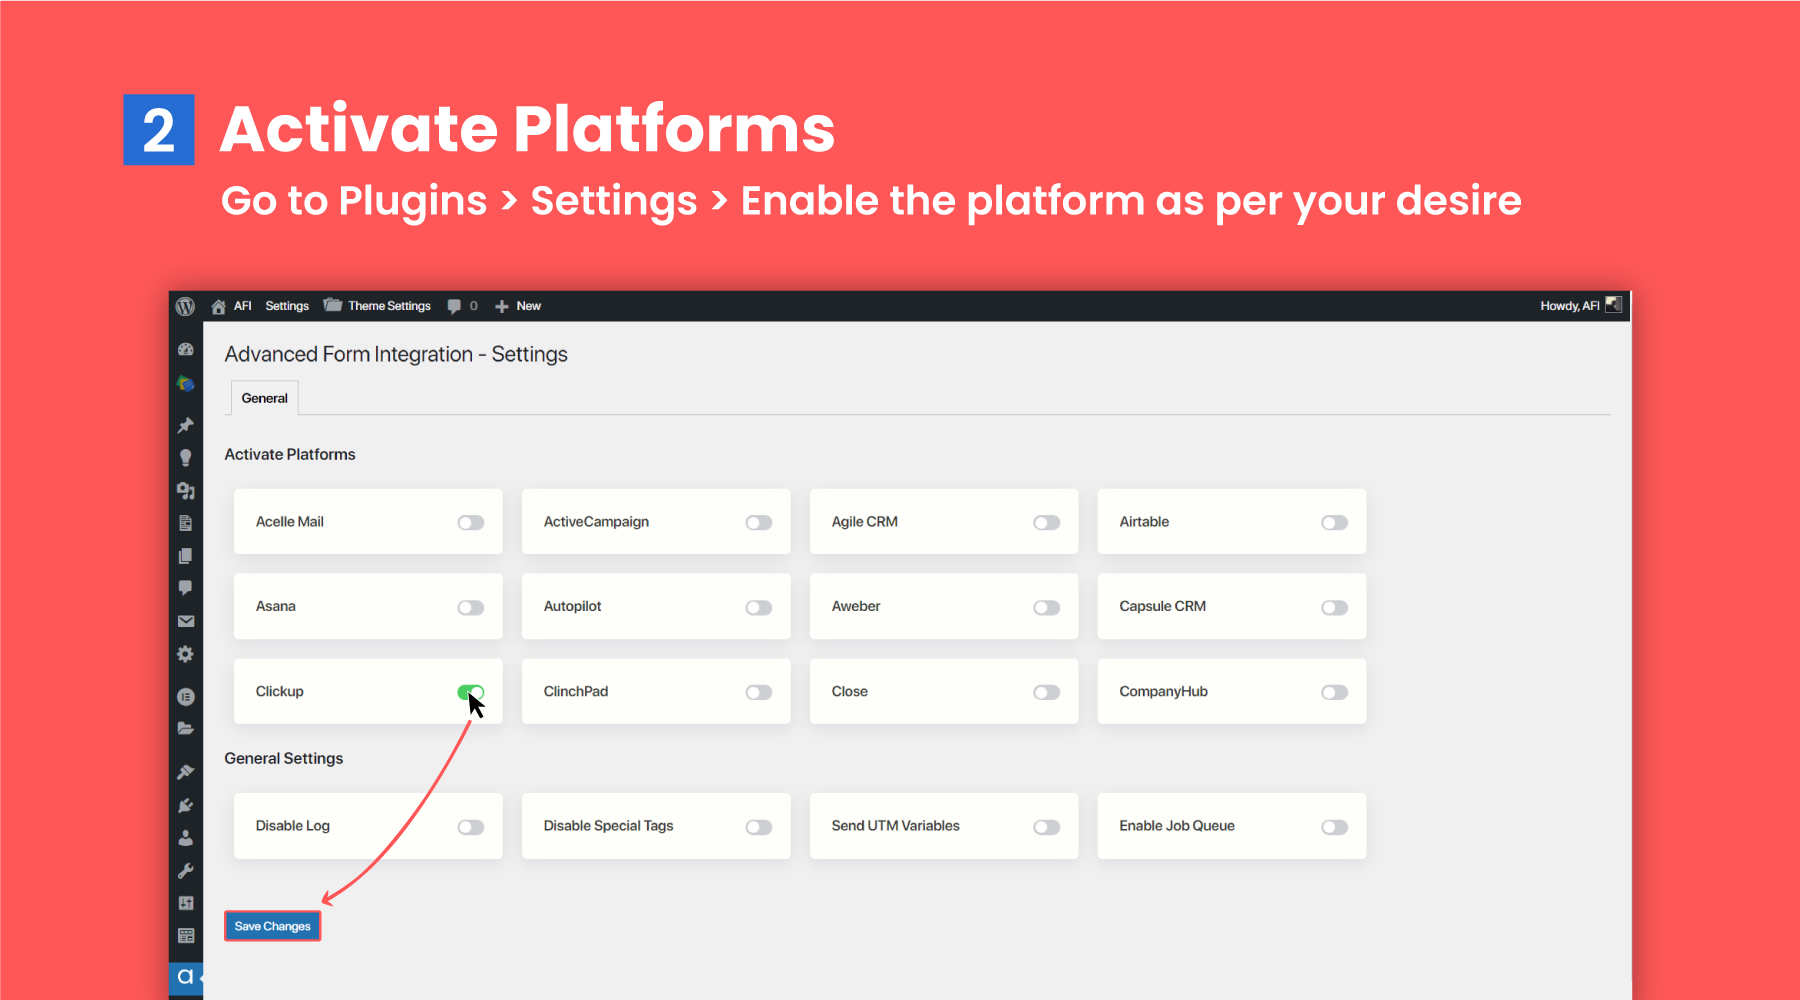 2 Activate Platforms
Go to Plugins > Settings > Enable the platform as per your desire
AFI Settings Theme Settings 0 New Howdy, AFI
Advanced Form Integration - Settings
General
Activate Platforms
Acelle Mail ActiveCampaign Agile CRM Airtable
Asana Autopilot Aweber Capsule CRM
Clickup ClinchPad Close CompanyHub
General Settings
Disable Log Disable Special Tags Send UTM Variables Enable Job Queue
Save Changes